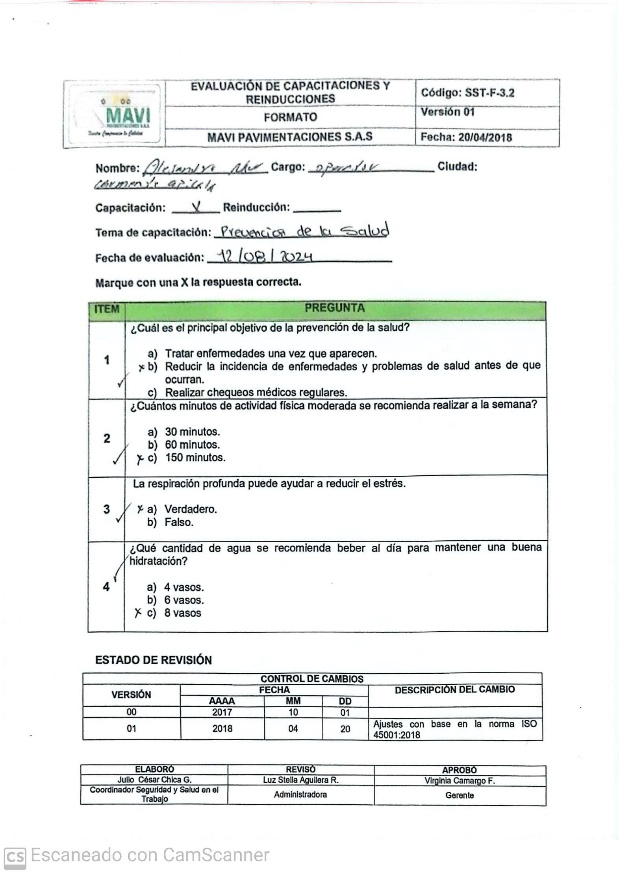 MAVI
PAVIMENTACIONES S.A.S
EVALUACIÓN DE CAPACITACIONES Y
REINDUCCIONES
FORMATO
MAVI PAVIMENTACIONES S.A.S
Código: SST-F-3.2
Versión 01
Fecha: 20/04/2018
Nombre: Alejandro Cargo: operador Ciudad:
carmen de apicala
Capacitación: X Reinducción:
Tema de capacitación: Prevencion de la Salud
Fecha de evaluación: 12/08/2024
Marque con una X la respuesta correcta.
ITEM PREGUNTA
1 ¿Cuál es el principal objetivo de la prevención de la salud?
a) Tratar enfermedades una vez que aparecen.
x b) Reducir la incidencia de enfermedades y problemas de salud antes de que
ocurran.
c) Realizar chequeos médicos regulares.
2 ¿Cuántos minutos de actividad física moderada se recomienda realizar a la semana?
a) 30 minutos.
b) 60 minutos.
x c) 150 minutos.
3 La respiración profunda puede ayudar a reducir el estrés.
x a) Verdadero.
b) Falso.
4 ¿Qué cantidad de agua se recomienda beber al día para mantener una buena
hidratación?
a) 4 vasos.
b) 6 vasos.
x c) 8 vasos
ESTADO DE REVISIÓN
CONTROL DE CAMBIOS
VERSIÓN FECHA DESCRIPCIÓN DEL CAMBIO
AAAA MM DD
00 2017 10 01
01 2018 04 20 Ajustes con base en la norma ISO
45001:2018
ELABORÓ REVISÓ APROBÓ
Julio César Chica G. Luz Stella Aguilera R. Virginia Camargo F.
Coordinador Seguridad y Salud en el
Trabajo Administradora Gerente
CS Escaneado con CamScanner